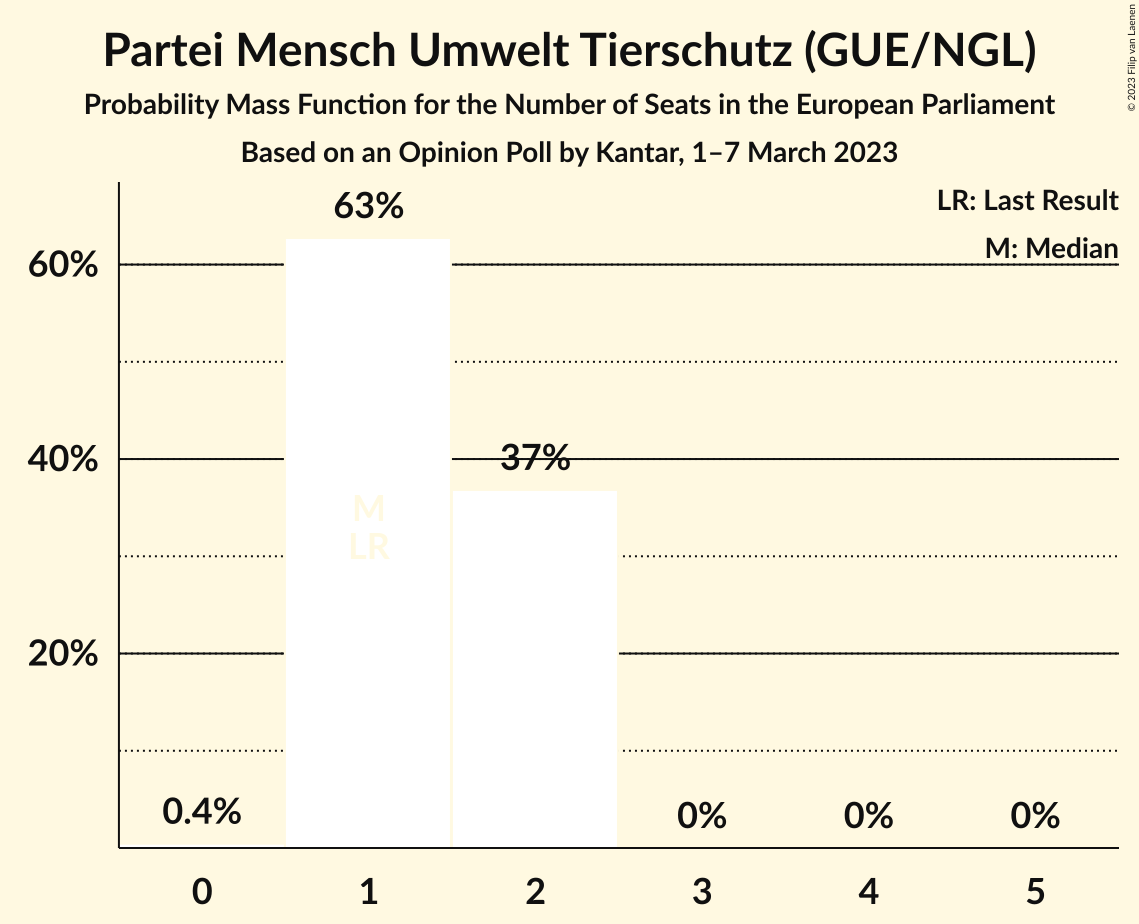 Partei Mensch Umwelt Tierschutz (GUE/NGL)
Probability Mass Function for the Number of Seats in the European Parliament
Based on an Opinion Poll by Kantar, 1–7 March 2023
© 2023 Filip van Laenen
LR: Last Result
M: Median
63%
60%
40%
37%
M
LR
20%
0.4%
0%
0%
0%
0
1
2
3
4
5